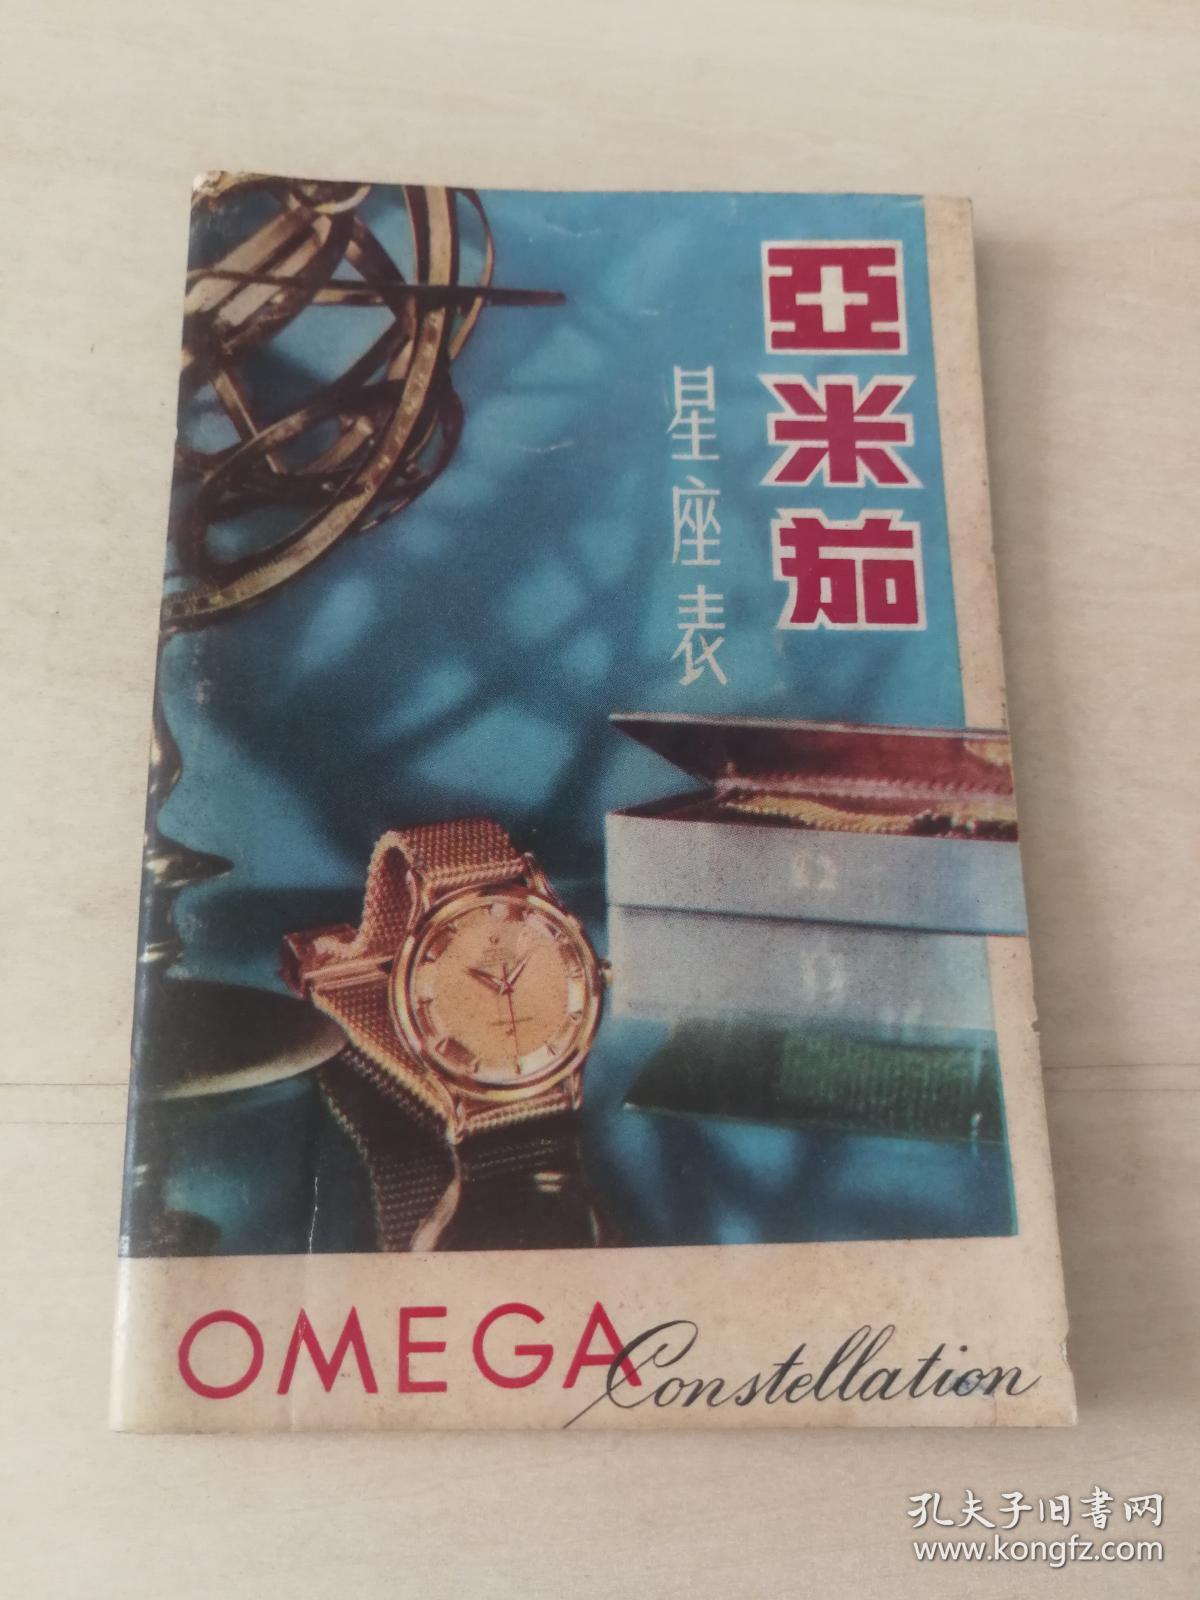 亞米茄
星座表
OMEGA Constellation
孔夫子旧书网
www.kongfz.com